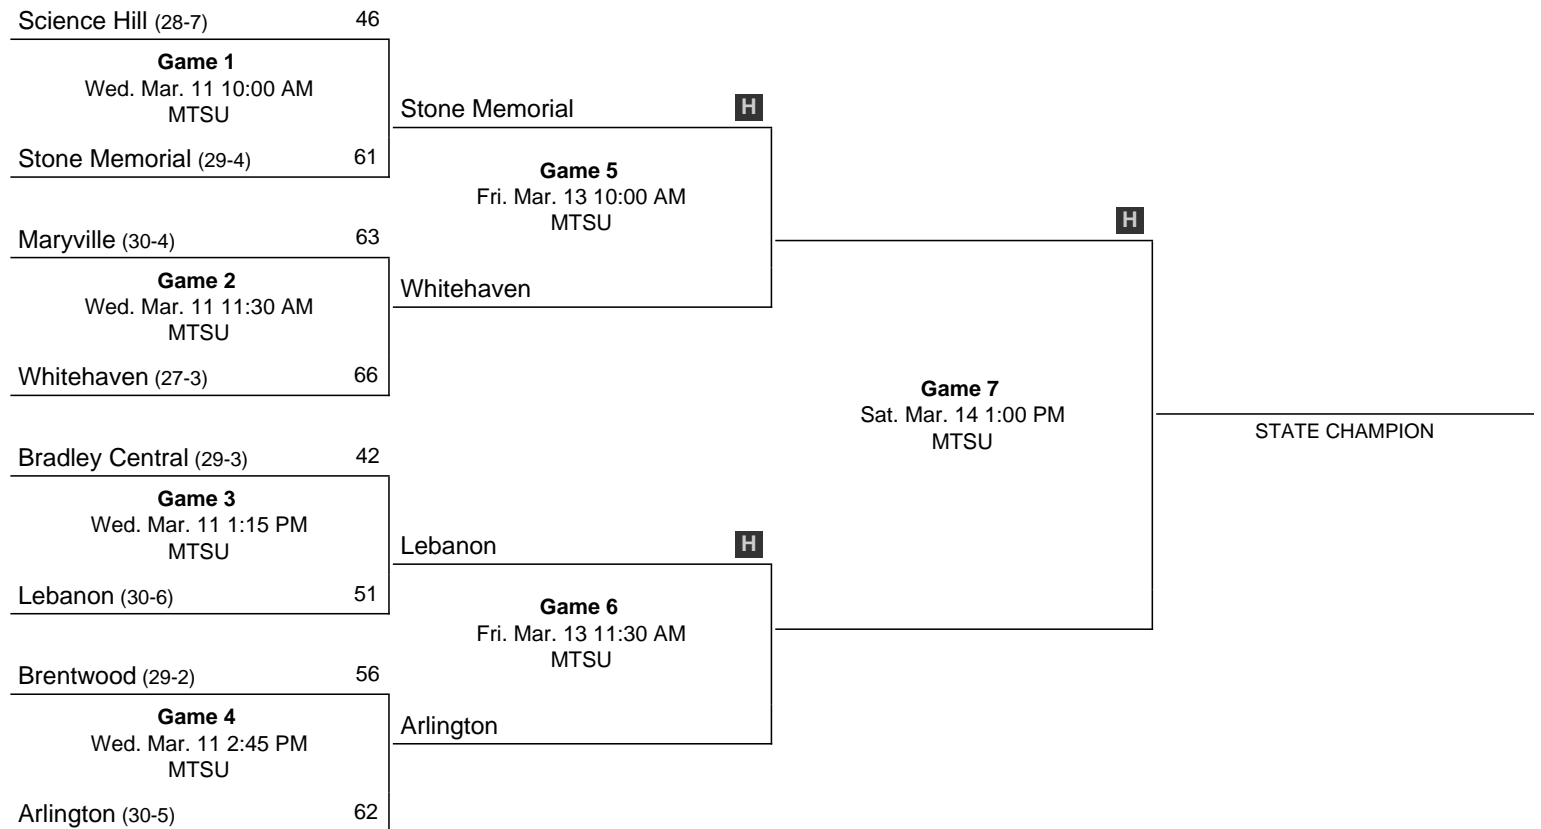 Science Hill (28-7) 46
Game 1
Wed. Mar. 11 10:00 AM
MTSU
Stone Memorial (29-4) 61
Maryville (30-4) 63
Game 2
Wed. Mar. 11 11:30 AM
MTSU
Whitehaven (27-3) 66
Bradley Central (29-3) 42
Game 3
Wed. Mar. 11 1:15 PM
MTSU
Lebanon (30-6) 51
Brentwood (29-2) 56
Game 4
Wed. Mar. 11 2:45 PM
MTSU
Arlington (30-5) 62
Stone Memorial H
Game 5
Fri. Mar. 13 10:00 AM
MTSU
Whitehaven
Lebanon H
Game 6
Fri. Mar. 13 11:30 AM
MTSU
Arlington
H
Game 7
Sat. Mar. 14 1:00 PM
MTSU
STATE CHAMPION